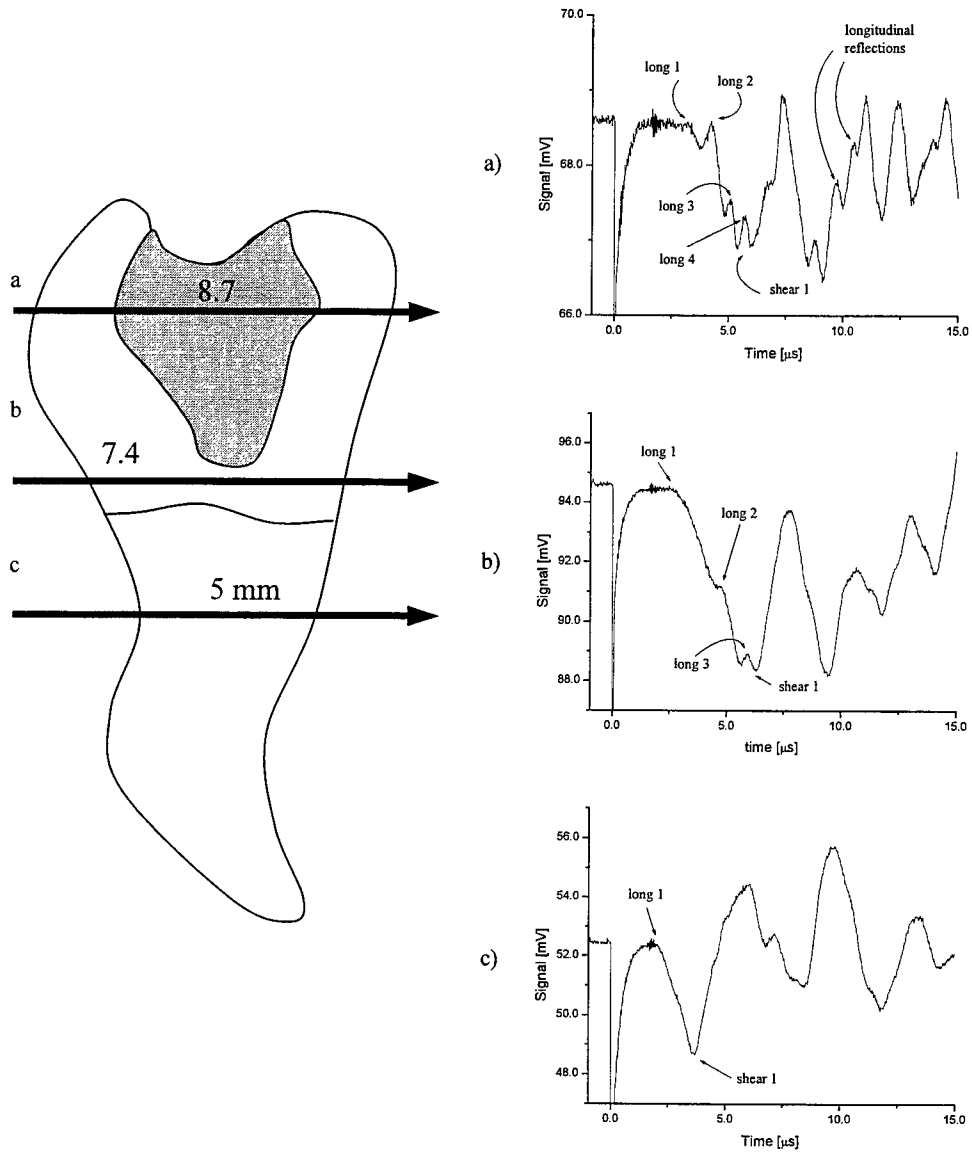 a
8.7
b
7.4
c
5 mm
a)
70.0
68.0
66.0
Signal [mV]
long 1
long 2
longitudinal
reflections
long 3
long 4
shear 1
0.0
5.0
10.0
15.0
Time [µs]
b)
96.0
94.0
92.0
90.0
88.0
Signal [mV]
long 1
long 2
long 3
shear 1
0.0
5.0
10.0
15.0
time [µs]
c)
56.0
54.0
52.0
50.0
48.0
Signal [mV]
long 1
shear 1
0.0
5.0
10.0
15.0
Time [µs]